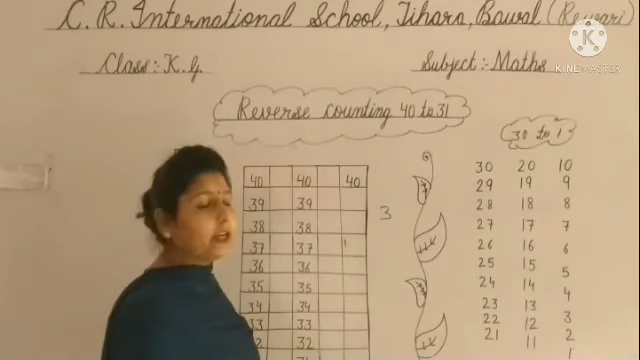 C. R. International School, Jihara, Bawal (Rewari)
Class:- K.G.
Subject:- Maths
KINEMASTER
Reverse counting 40 to 31
30 to 1
40 40 40
39 39
38 38
37 37 1
36 36
35 35
34 34
33 33
2 32
3
30 20 10
29 19 9
28 18 8
27 17 7
26 16 6
25 15 5
24 14 4
23 13 3
22 12 2
21 11 1